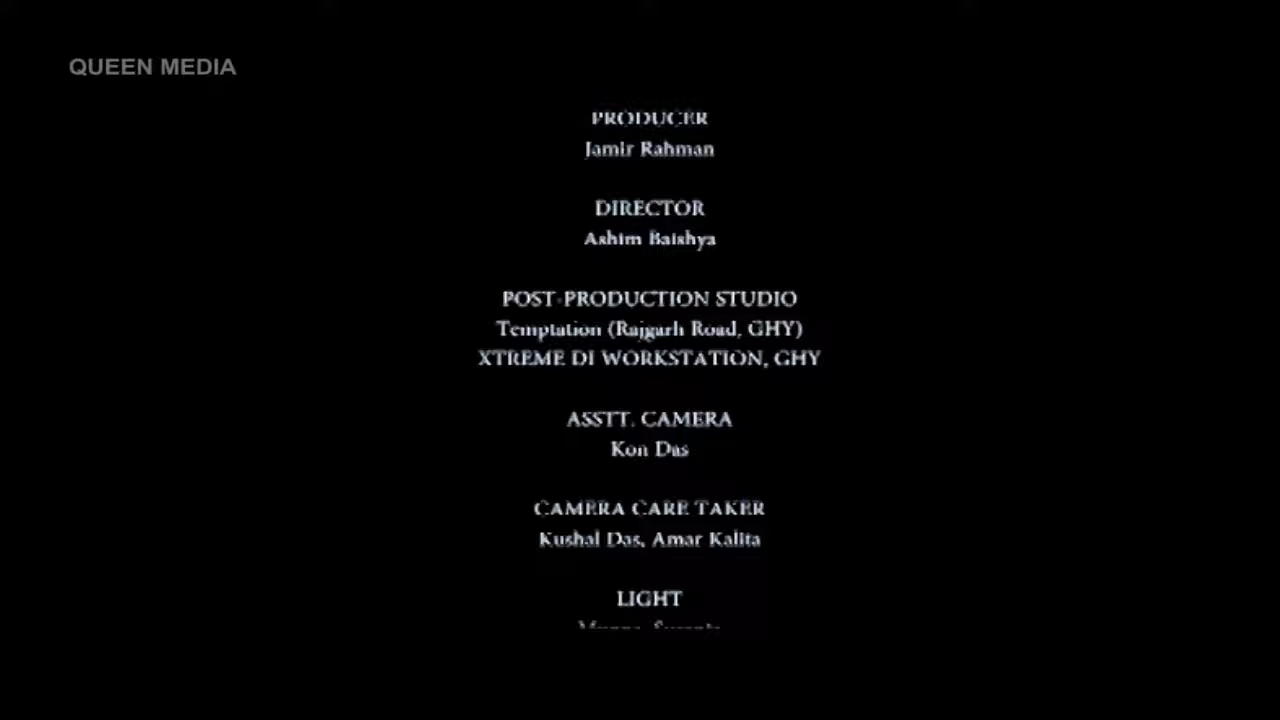 QUEEN MEDIA
PRODUCER
Jamir Rahman
DIRECTOR
Ashim Baishya
POST-PRODUCTION STUDIO
Temptation (Rajgarh Road, GHY)
XTREME DI WORKSTATION, GHY
ASSTT. CAMERA
Kon Das
CAMERA CARE TAKER
Kushal Das, Amar Kalita
LIGHT